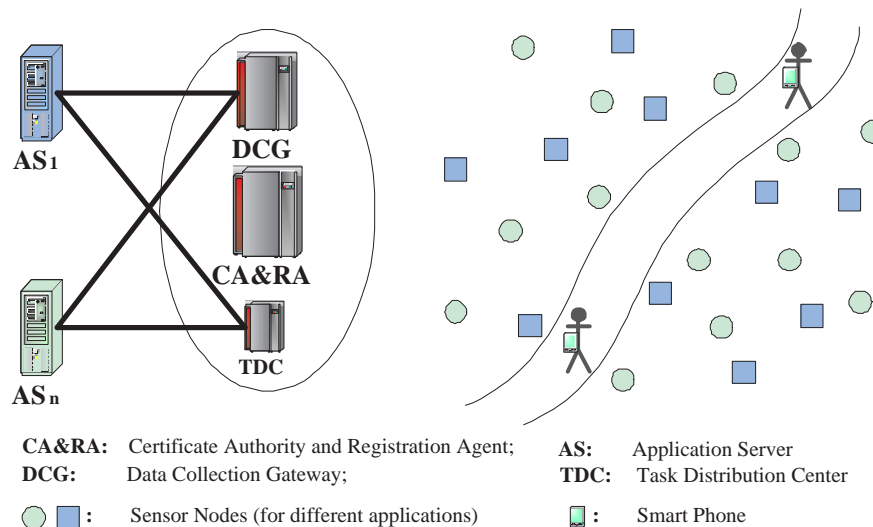 DCG
AS1
CA&RA
TDC
ASn
CA&RA: Certificate Authority and Registration Agent;
AS: Application Server
DCG: Data Collection Gateway;
TDC: Task Distribution Center
: Sensor Nodes (for different applications)
: Smart Phone